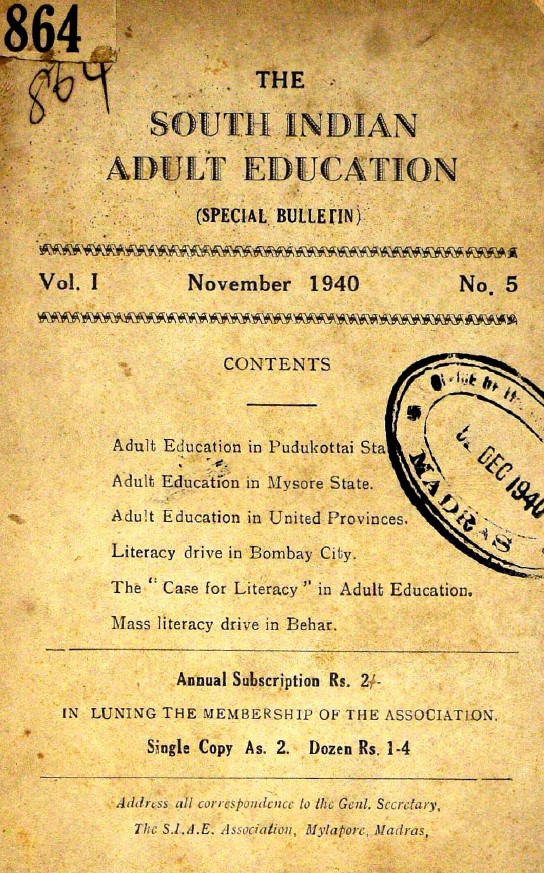 864
864
THE
SOUTH INDIAN
ADULT EDUCATION
(SPECIAL BULLETIN)
Vol. I November 1940 No. 5
CONTENTS
Adult Education in Pudukottai Sta
Adult Education in Mysore State.
Adult Education in United Provinces.
Literacy drive in Bombay City.
The "Case for Literacy" in Adult Education.
Mass literacy drive in Behar.
DEC 1940
MADRAS
Annual Subscription Rs. 2/-
IN LUNING THE MEMBERSHIP OF THE ASSOCIATION.
Single Copy As. 2. Dozen Rs. 1-4
Address all correspondence to the Genl. Secretary,
The S.I.A.E. Association, Mylapore, Madras,